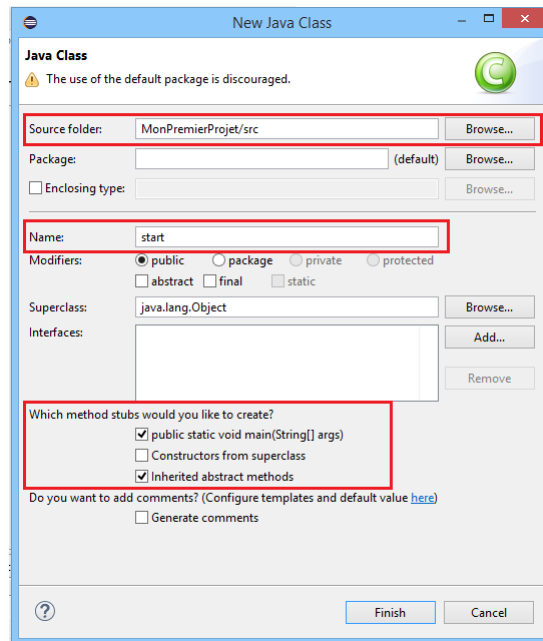 New Java Class
Java Class
The use of the default package is discouraged.
Source folder: MonPremierProjet/src Browse...
Package: (default) Browse...
Enclosing type: Browse...
Name: start
Modifiers: public package private protected
abstract final static
Superclass: java.lang.Object Browse...
Interfaces: Add...
Remove
Which method stubs would you like to create?
public static void main(String[] args)
Constructors from superclass
Inherited abstract methods
Do you want to add comments? (Configure templates and default value here)
Generate comments
? Finish Cancel